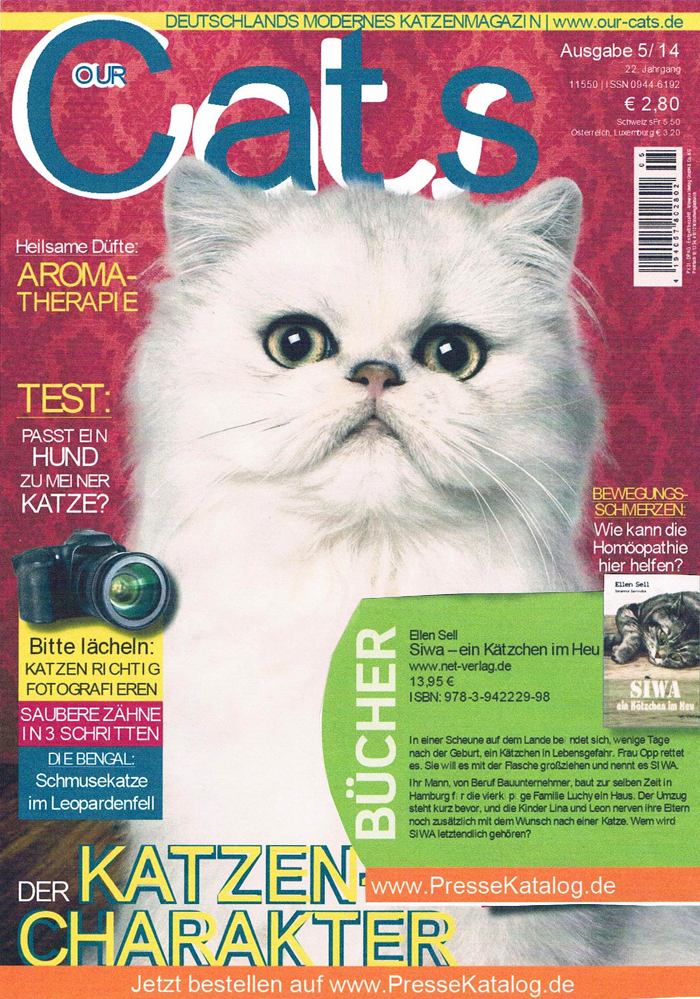 DEUTSCHLANDS MODERNES KATZENMAGAZIN | www.our-cats.de
OUR
Cats
Ausgabe 5/14
22. Jahrgang
11550 | ISSN 0944-6192
€ 2,80
Schweiz sFr 5,50
Österreich, Luxemburg € 3,20
05
4 194057 802802
Heilsame Düfte:
AROMA-
THERAPIE
TEST:
PASST EIN
HUND
ZU MEINER
KATZE?
BEWEGUNGS-
SCHMERZEN:
Wie kann die
Homöopathie
hier helfen?
Bitte lächeln:
KATZEN RICHTIG
FOTOGRAFIEREN
SAUBERE ZÄHNE
IN 3 SCHRITTEN
DIE BENGAL:
Schmusekatze
im Leopardenfell
BÜCHER
Ellen Sell
Siwa – ein Kätzchen im Heu
www.net-verlag.de
13,95 €
ISBN: 978-3-942229-98
Ellen Sell
SIWA
ein Kätzchen im Heu
In einer Scheune auf dem Lande be ndet sich, wenige Tage
nach der Geburt, ein Kätzchen in Lebensgefahr. Frau Opp rettet
es. Sie will es mit der Flasche großziehen und nennt es SIWA.
Ihr Mann, von Beruf Bauunternehmer, baut zur selben Zeit in
Hamburg f r die vierk p ge Familie Luchy ein Haus. Der Umzug
steht kurz bevor, und die Kinder Lina und Leon nerven ihre Eltern
noch zusätzlich mit dem Wunsch nach einer Katze. Wem wird
SIWA letztendlich gehören?
www.PresseKatalog.de
DER KATZEN-
CHARAKTER
Jetzt bestellen auf www.PresseKatalog.de